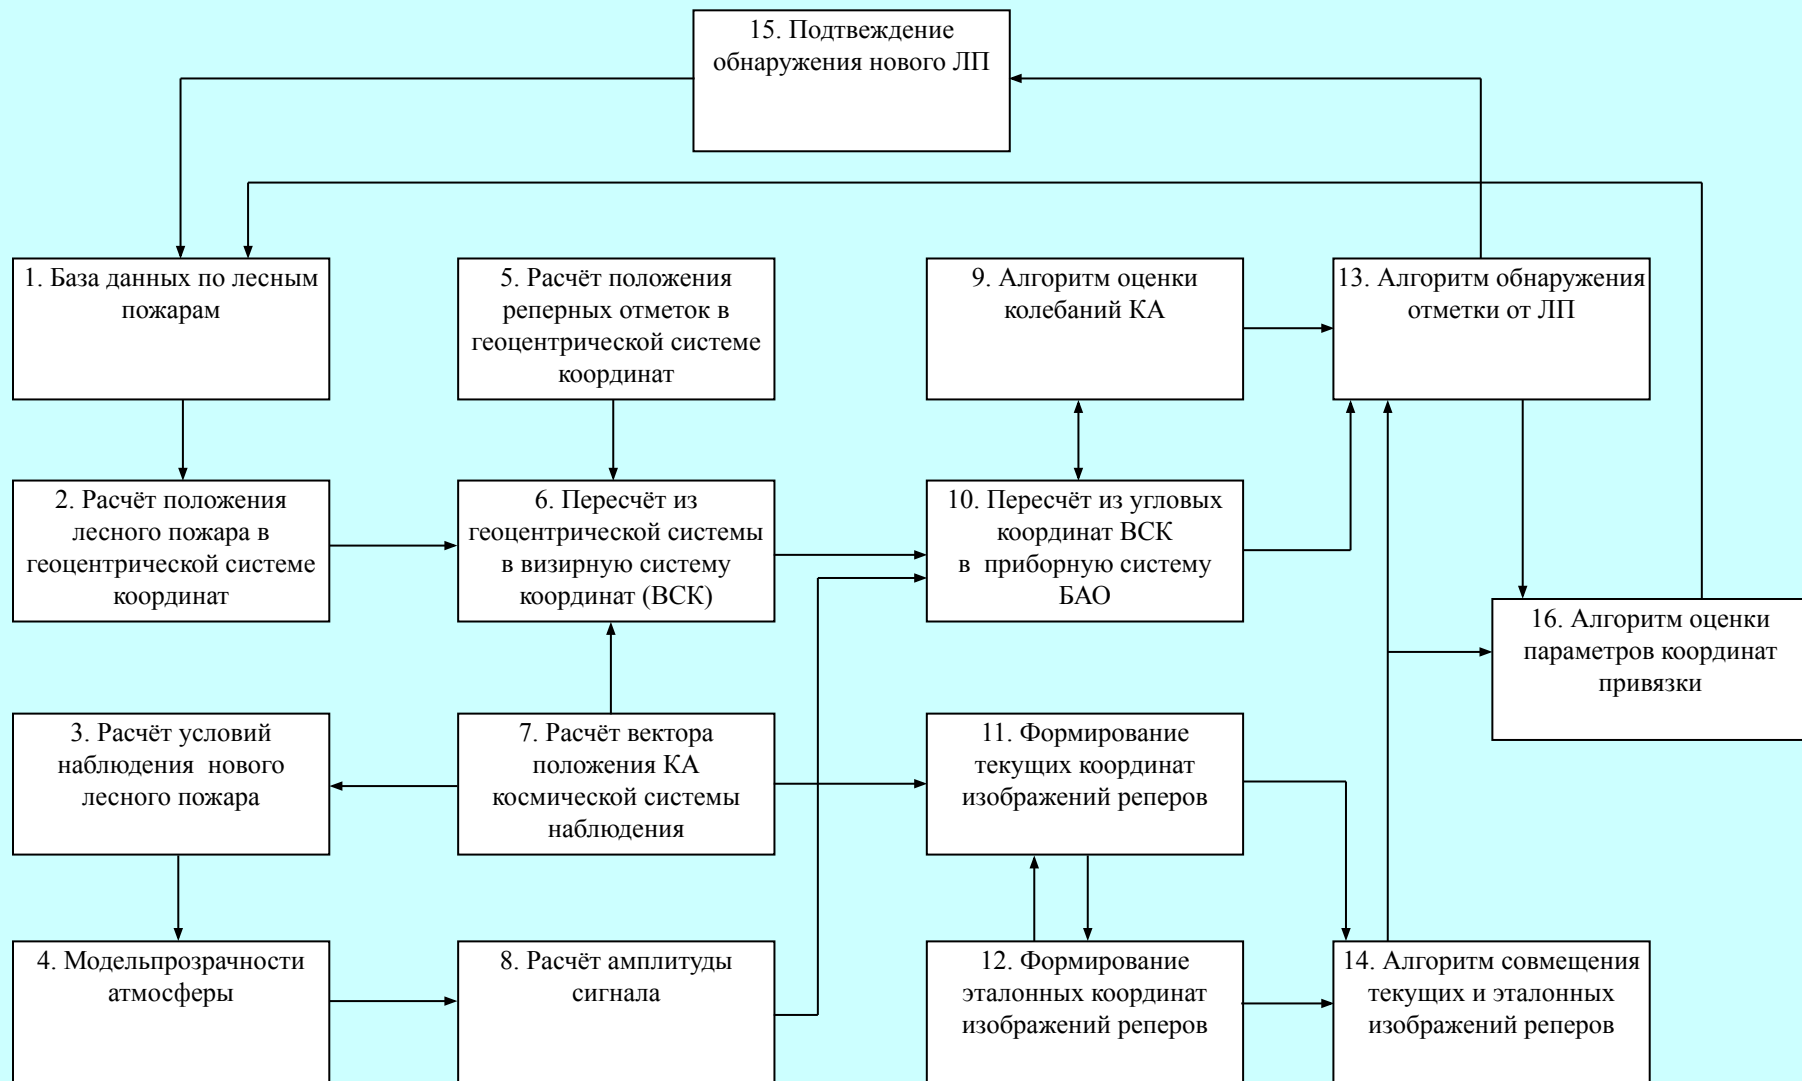 15. Подтвеждение
обнаружения нового ЛП
1. База данных по лесным
пожарам
5. Расчёт положения
реперных отметок в
геоцентрической системе
координат
9. Алгоритм оценки
колебаний КА
13. Алгоритм обнаружения
отметки от ЛП
2. Расчёт положения
лесного пожара в
геоцентрической системе
координат
6. Пересчёт из
геоцентрической системы
в визирную систему
координат (ВСК)
10. Пересчёт из угловых
координат ВСК
в приборную систему
БАО
16. Алгоритм оценки
параметров координат
привязки
3. Расчёт условий
наблюдения нового
лесного пожара
7. Расчёт вектора
положения КА
космической системы
наблюдения
11. Формирование
текущих координат
изображений реперов
4. Модельпрозрачности
атмосферы
8. Расчёт амплитуды
сигнала
12. Формирование
эталонных координат
изображений реперов
14. Алгоритм совмещения
текущих и эталонных
изображений реперов